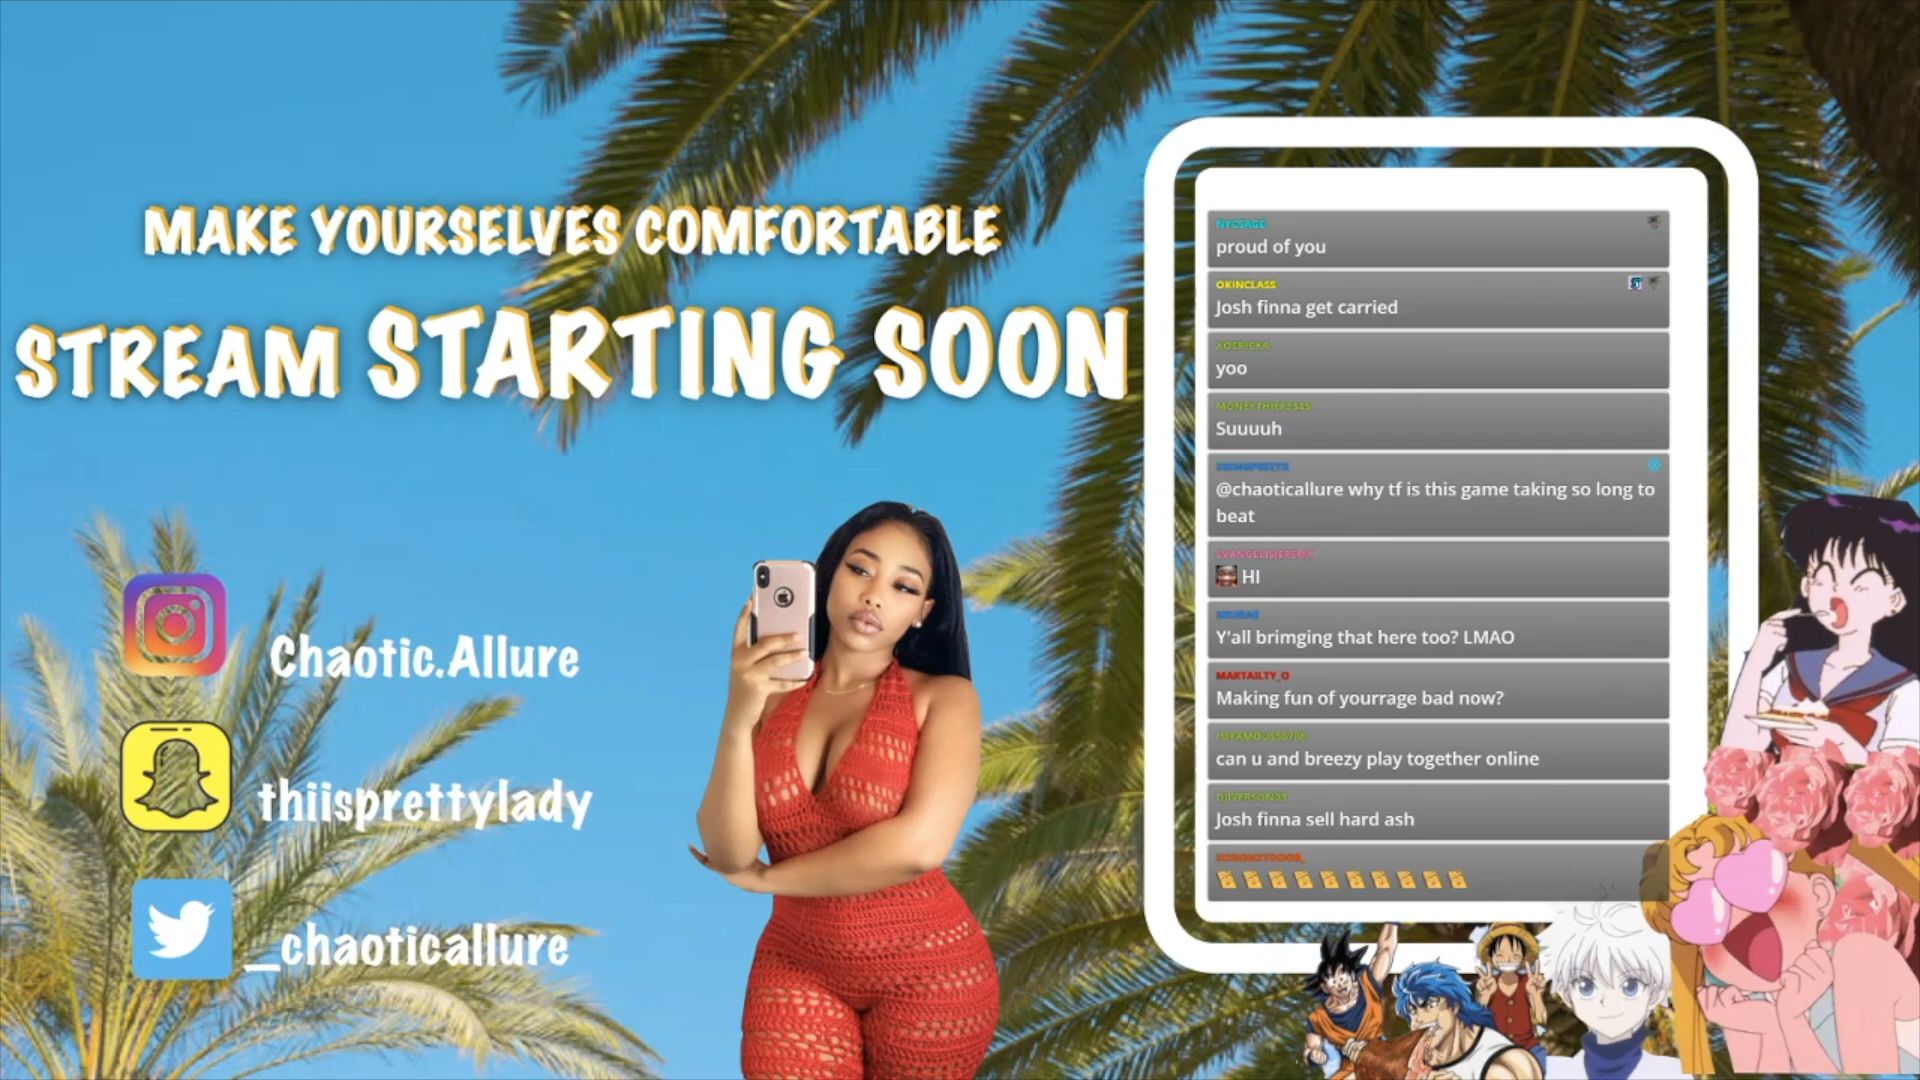 MAKE YOURSELVES COMFORTABLE
STREAM STARTING SOON
Chaotic.Allure
thiisprettylady
_chaoticallure
NYCSAGE
proud of you
OKINCLASS
Josh finna get carried
XOERICKA
yoo
Suuuuh
@chaoticallure why tf is this game taking so long to
beat
HI
Y'all brimging that here too? LMAO
MARTAILTY_O
Making fun of yourrage bad now?
can u and breezy play together online
DJIVERSON03
Josh finna sell hard ash